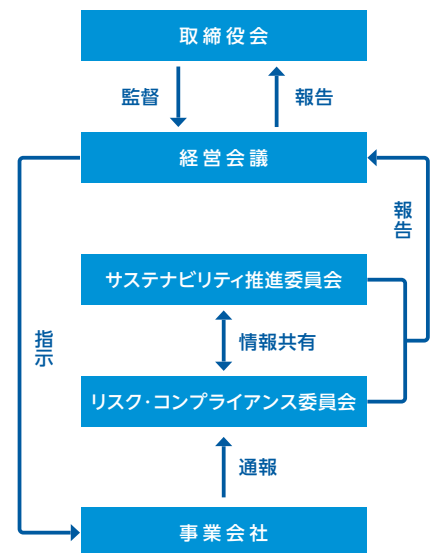 取締役会
監督
報告
経営会議
報告
サステナビリティ推進委員会
指示
情報共有
リスク・コンプライアンス委員会
通報
事業会社